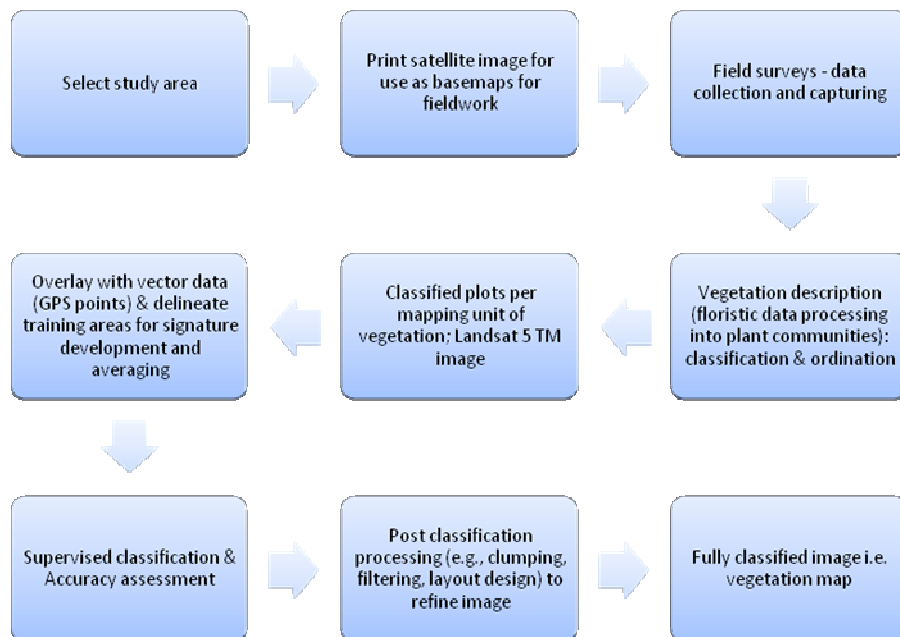 Select study area
Print satellite image for
use as basemaps for
fieldwork
Field surveys - data
collection and capturing
Vegetation description
(floristic data processing
into plant communities):
classification & ordination
Classified plots per
mapping unit of
vegetation; Landsat 5 TM
image
Overlay with vector data
(GPS points) & delineate
training areas for signature
development and
averaging
Supervised classification &
Accuracy assessment
Post classification
processing (e.g., clumping,
filtering, layout design) to
refine image
Fully classified image i.e.
vegetation map